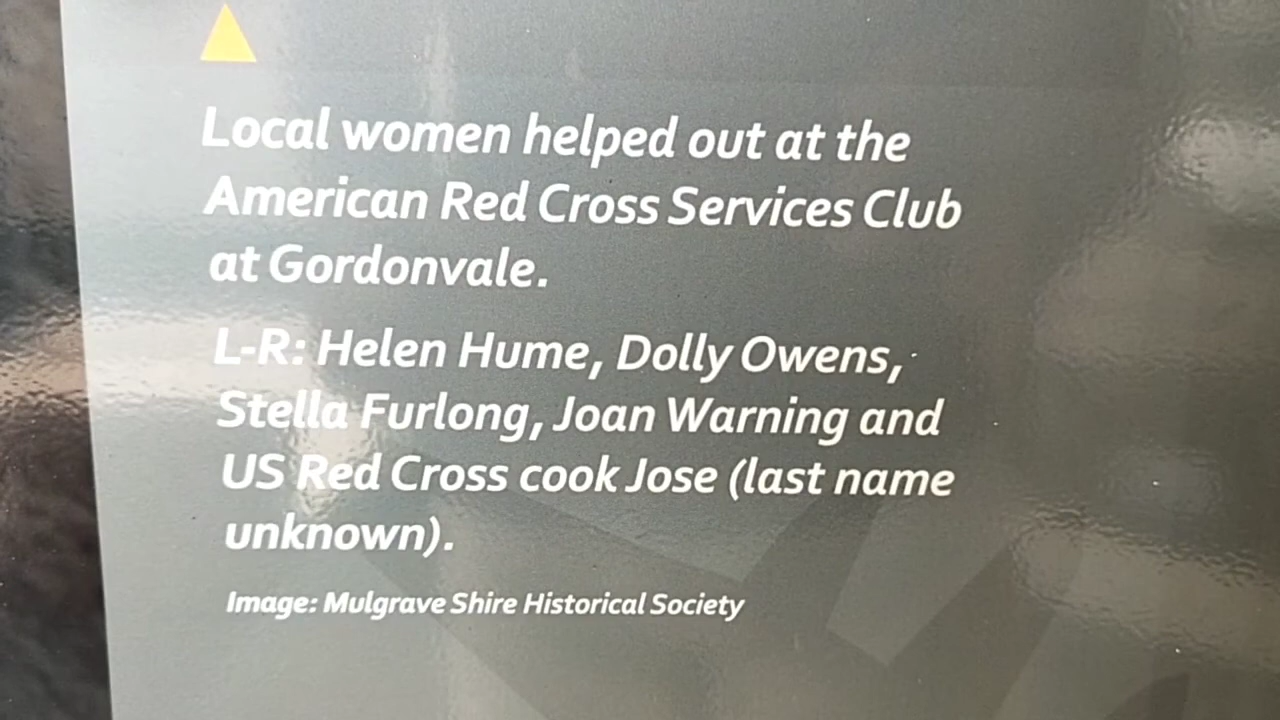 Local women helped out at the
American Red Cross Services Club
at Gordonvale.
L-R: Helen Hume, Dolly Owens,
Stella Furlong, Joan Warning and
US Red Cross cook Jose (last name
unknown).
Image: Mulgrave Shire Historical Society